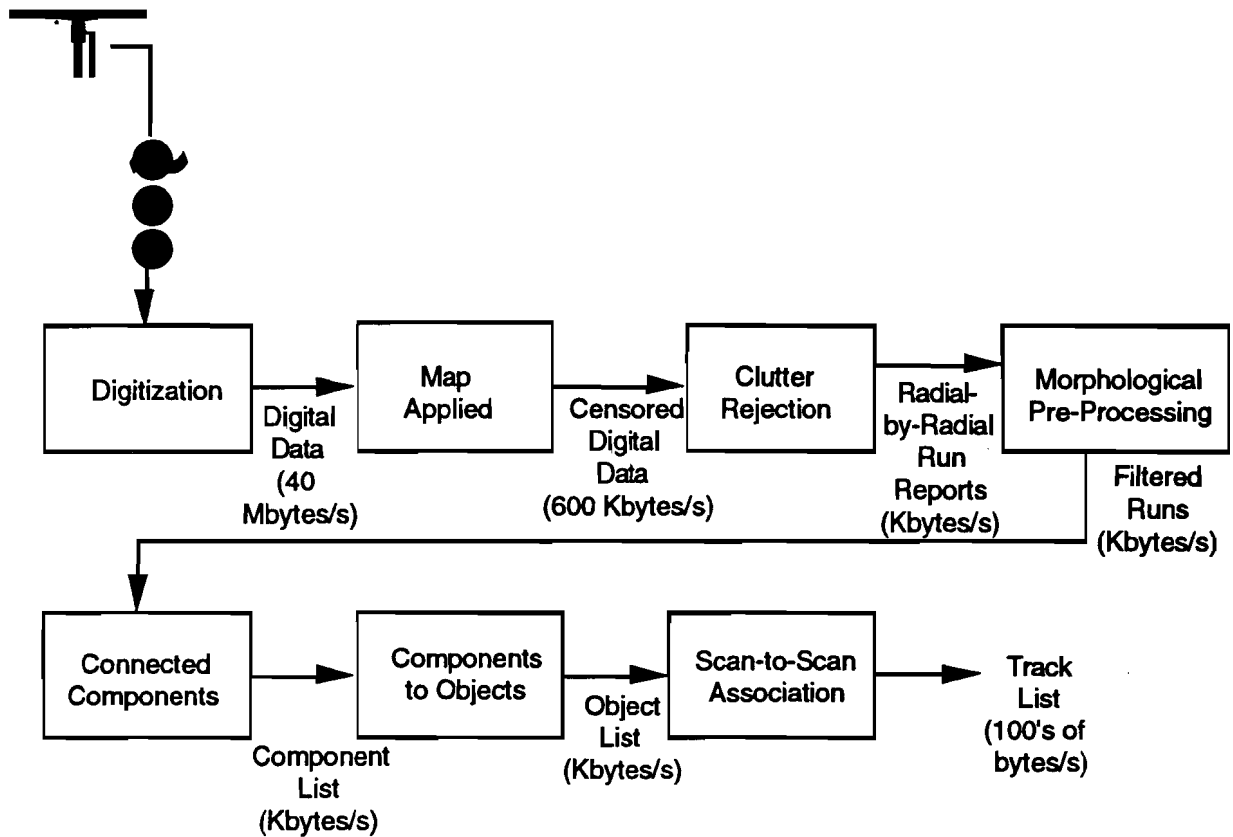 Digitization
Digital
Data
(40
Mbytes/s)
Map
Applied
Censored
Digital
Data
(600 Kbytes/s)
Clutter
Rejection
Radial-
by-Radial
Run
Reports
(Kbytes/s)
Morphological
Pre-Processing
Filtered
Runs
(Kbytes/s)
Connected
Components
Component
List
(Kbytes/s)
Components
to Objects
Object
List
(Kbytes/s)
Scan-to-Scan
Association
Track
List
(100's of
bytes/s)